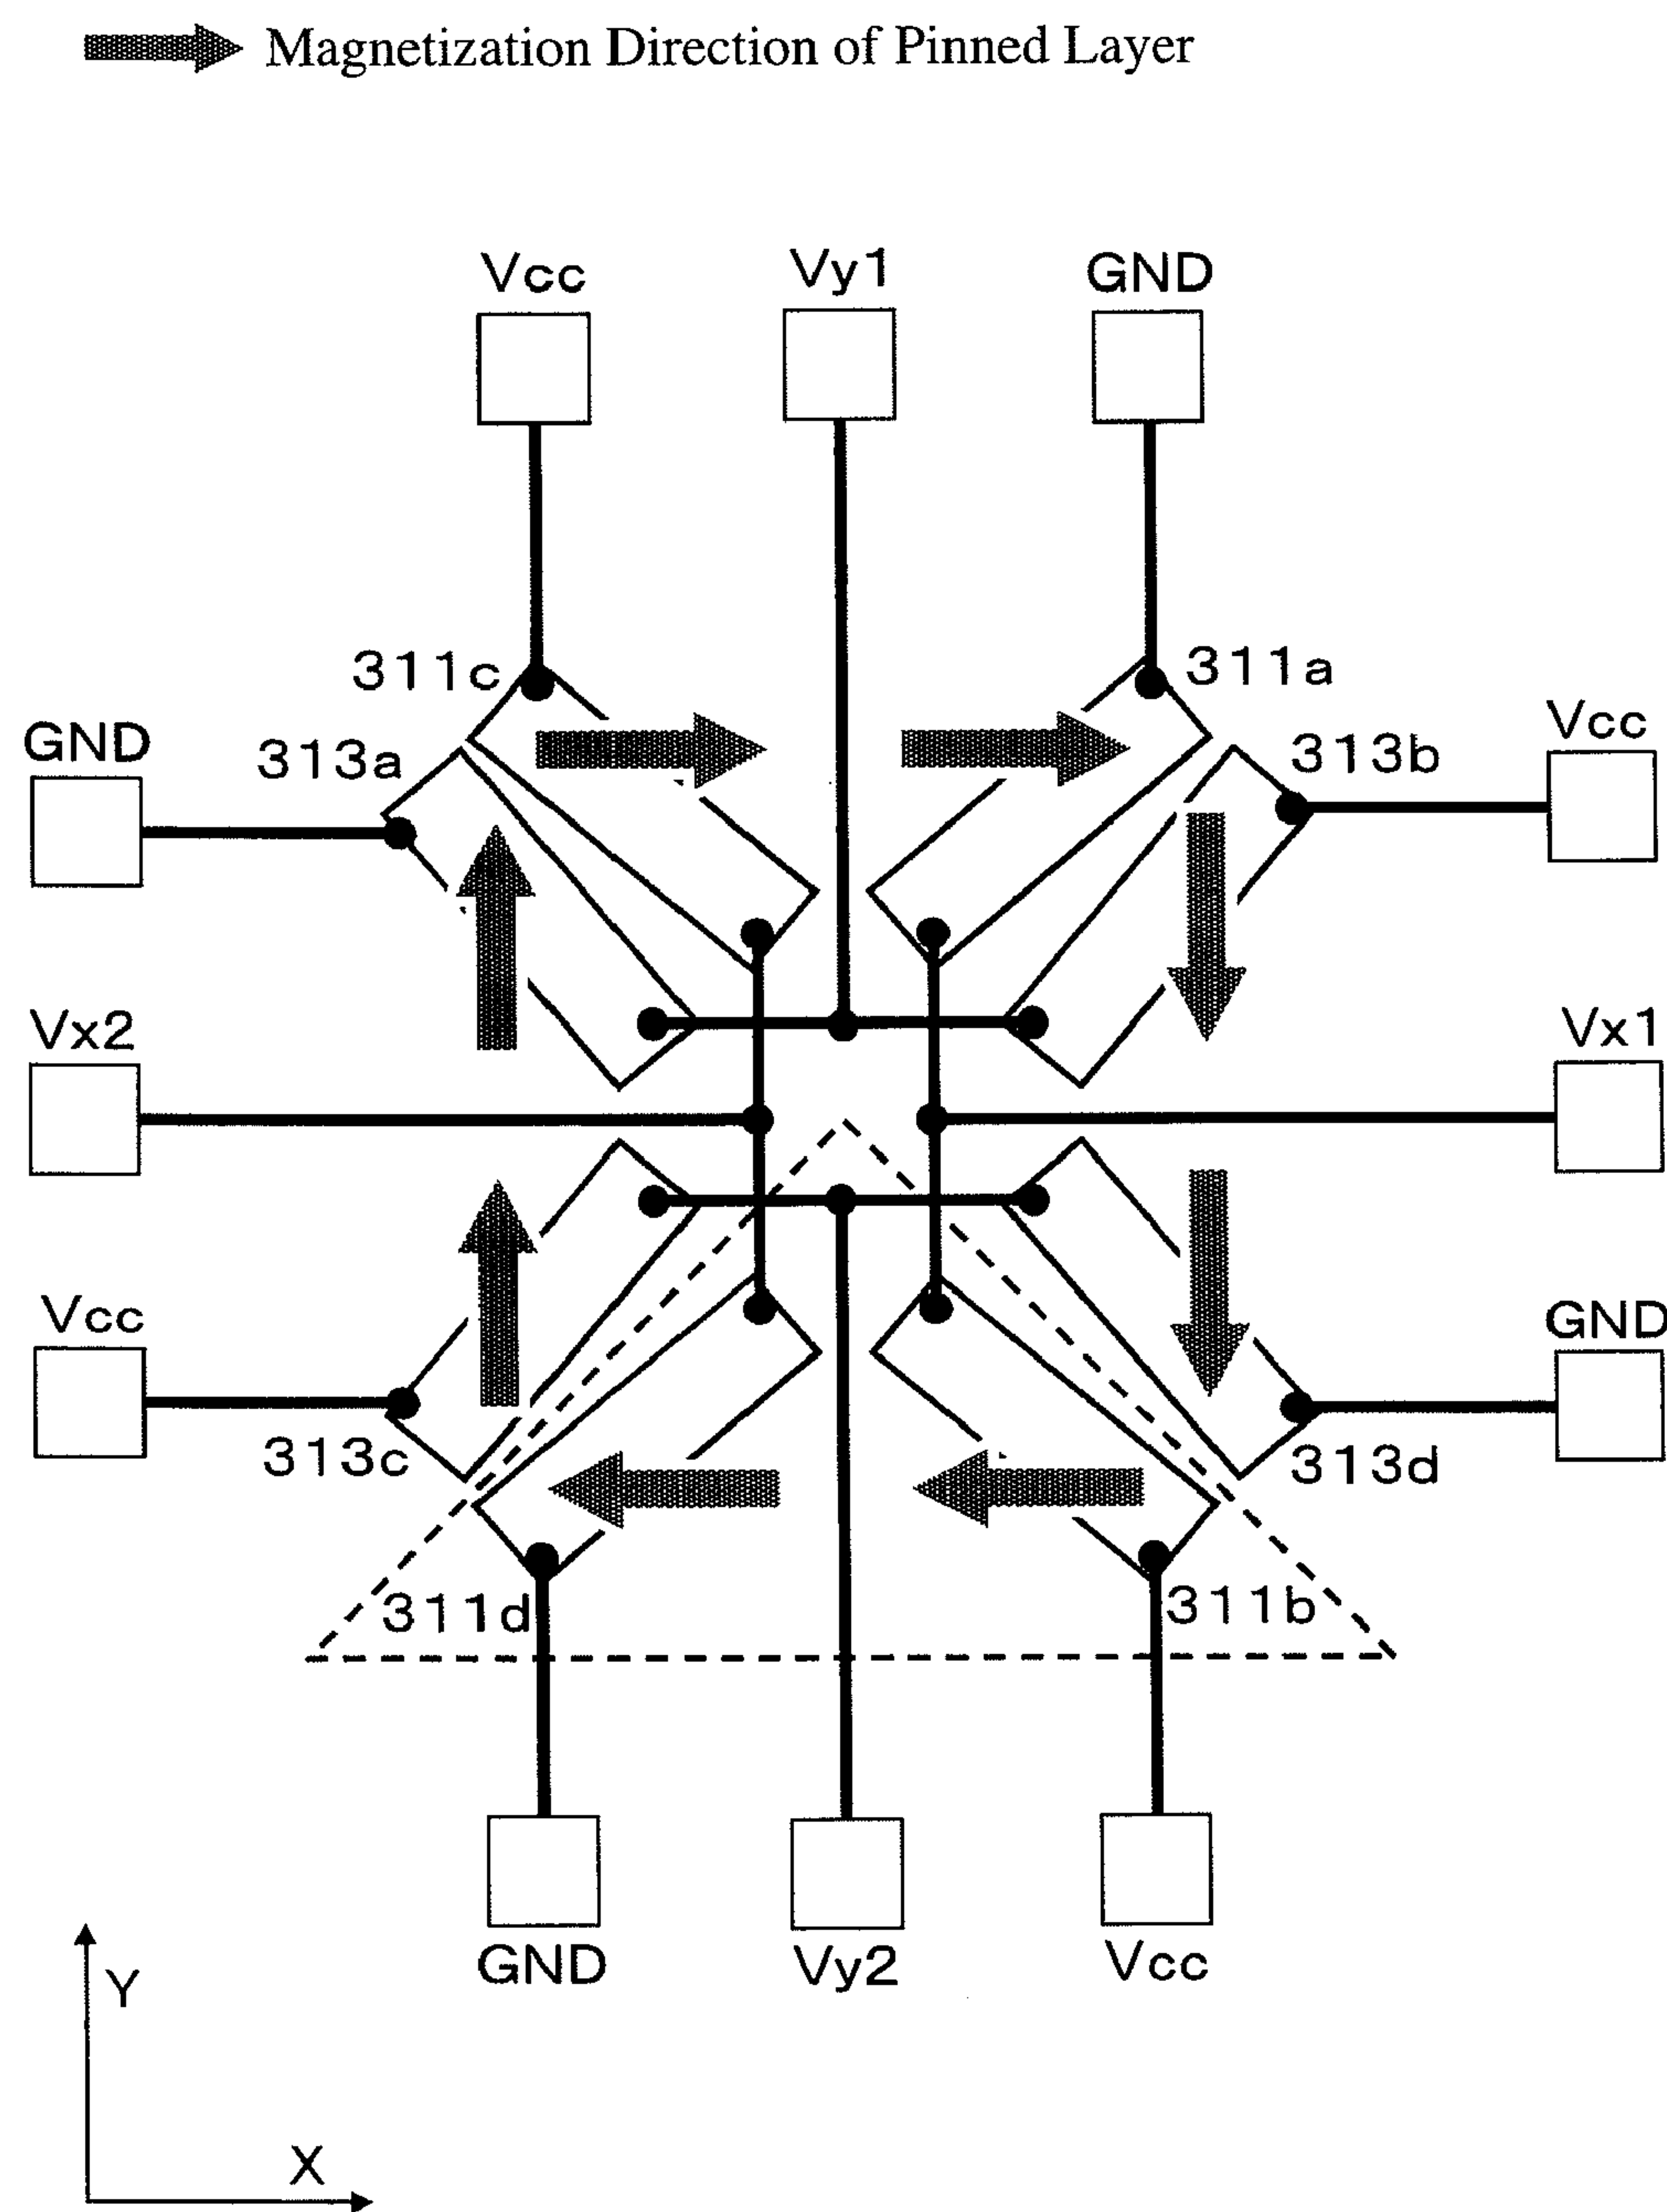 Magnetization Direction of Pinned Layer
Vcc
Vy1
GND
311c
311a
GND
313a
313b
Vcc
Vx2
Vx1
Vcc
GND
313c
313d
311d
311b
GND
Vy2
Vcc
Y
X